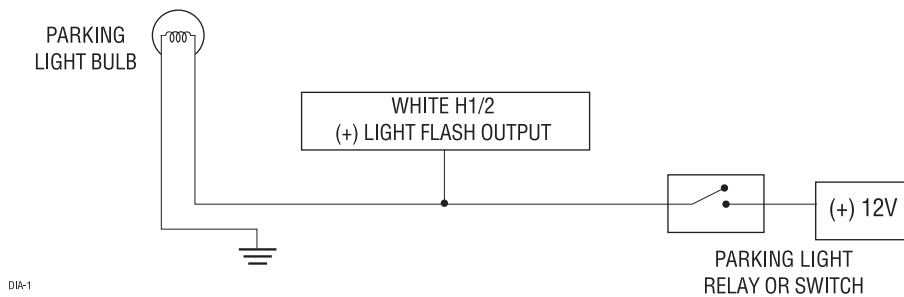 PARKING
LIGHT BULB
WHITE H1/2
(+) LIGHT FLASH OUTPUT
(+) 12V
PARKING LIGHT
RELAY OR SWITCH
DIA-1